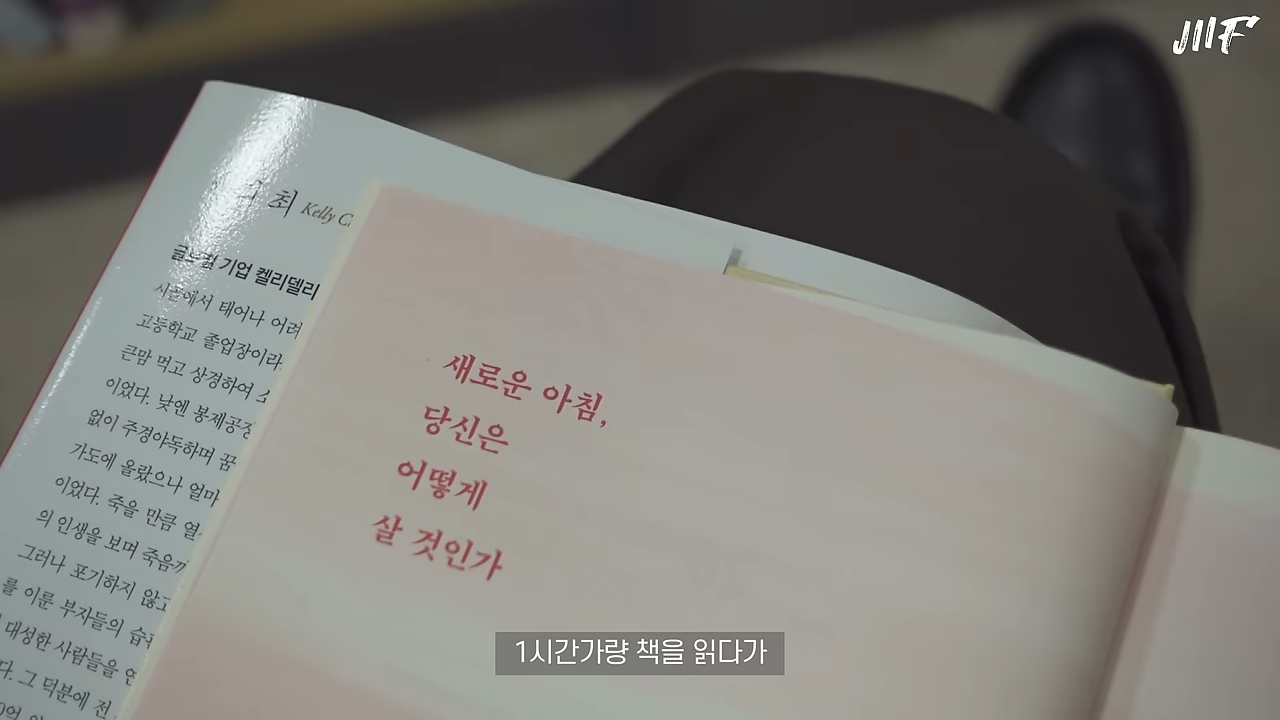 JIIF
최 Kelly
기업 켈리델리
시골에서 태어나 어려
고등학교 졸업장이라
큰맘 먹고 상경하여
이었다. 낮엔 봉제공장
없이 주경야독하며 꿈
가도에 올랐으나 얼마
이었다. 죽을 만큼
의 인생을 보며 죽음까
그러나 포기하지 않고
를 이룬 부자들의
대성한 사람들을
그 덕분에 전
새로운 아침,
당신은
어떻게
살 것인가
1시간가량 책을 읽다가